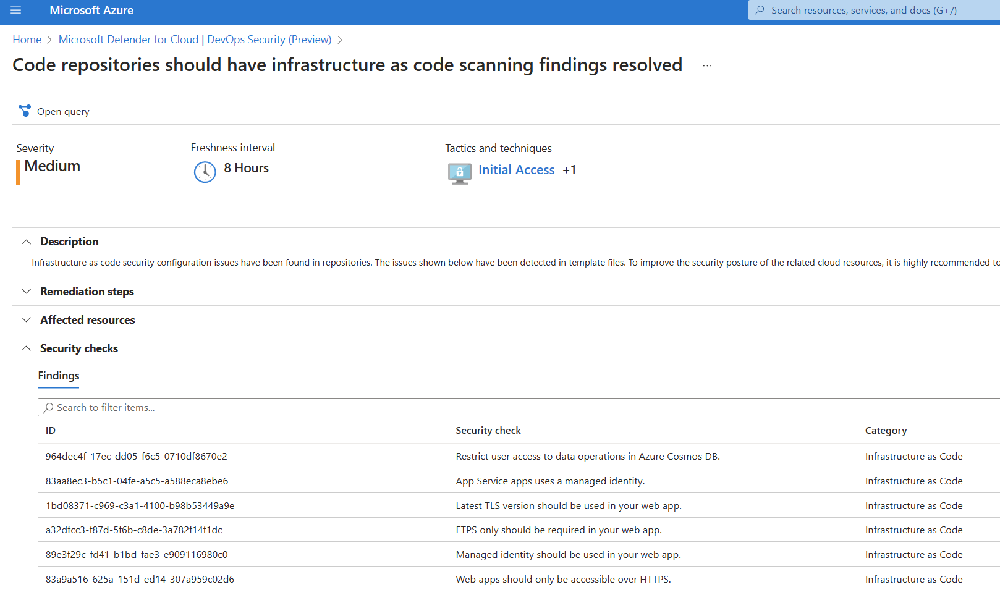 Microsoft Azure
Search resources, services, and docs (G+/)
Home > Microsoft Defender for Cloud | DevOps Security (Preview) >
Code repositories should have infrastructure as code scanning findings resolved ...
Open query
Severity
Medium
Freshness interval
8 Hours
Tactics and techniques
Initial Access +1
Description
Infrastructure as code security configuration issues have been found in repositories. The issues shown below have been detected in template files. To improve the security posture of the related cloud resources, it is highly recommended to
Remediation steps
Affected resources
Security checks
Findings
Search to filter items...
ID Security check Category
964dec4f-17ec-dd05-f6c5-0710df8670e2 Restrict user access to data operations in Azure Cosmos DB. Infrastructure as Code
83aa8ec3-b5c1-04fe-a5c5-a588eca8ebe6 App Service apps uses a managed identity. Infrastructure as Code
1bd08371-c969-c3a1-4100-b98b53449a9e Latest TLS version should be used in your web app. Infrastructure as Code
a32dfcc3-f87d-5f6b-c8de-3a782f14f1dc FTPS only should be required in your web app. Infrastructure as Code
89e3f29c-fd41-b1bd-fae3-e909116980c0 Managed identity should be used in your web app. Infrastructure as Code
83a9a516-625a-151d-ed14-307a959c02d6 Web apps should only be accessible over HTTPS. Infrastructure as Code